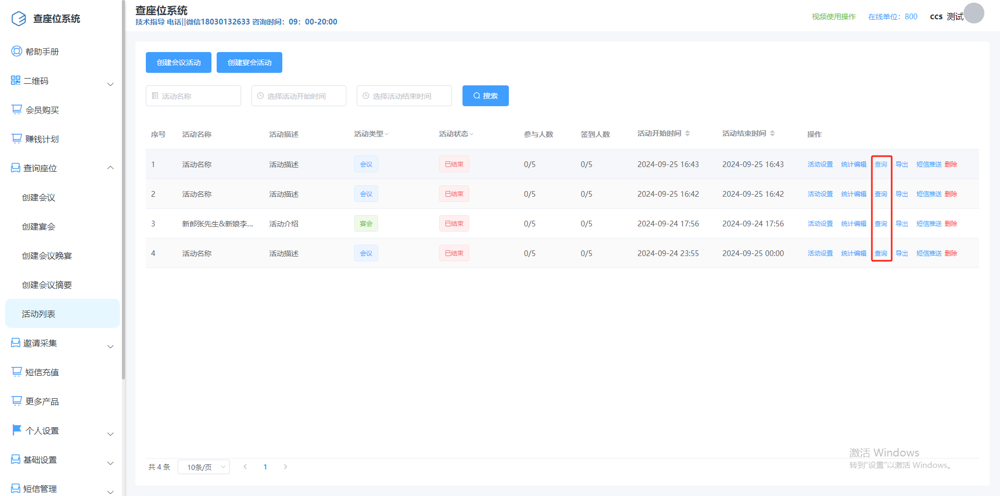 查座位系统
帮助手册
二维码
会员购买
赚钱计划
查询座位
创建会议
创建宴会
创建会议晚宴
创建会议摘要
活动列表
邀请采集
短信充值
更多产品
个人设置
基础设置
短信管理
查座位系统
技术指导 电话||微信18030132633 咨询时间：09：00-20:00
视频使用操作 在线单位：800 ccs 测试
创建会议活动 创建宴会活动
活动名称 选择活动开始时间 选择活动结束时间 搜索
序号 活动名称 活动描述 活动类型 活动状态 参与人数 签到人数 活动开始时间 活动结束时间 操作
1 活动名称 活动描述 会议 已结束 0/5 0/5 2024-09-25 16:43 2024-09-25 16:43 活动设置 统计编辑 查询 导出 短信推送 删除
2 活动名称 活动描述 会议 已结束 0/5 0/5 2024-09-25 16:42 2024-09-25 16:42 活动设置 统计编辑 查询 导出 短信推送 删除
3 新郎张先生&新娘李... 活动介绍 宴会 已结束 0/5 0/5 2024-09-24 17:56 2024-09-24 17:56 活动设置 统计编辑 查询 导出 短信推送 删除
4 活动名称 活动描述 会议 已结束 0/5 0/5 2024-09-24 23:55 2024-09-25 00:00 活动设置 统计编辑 查询 导出 短信推送 删除
共 4 条 10条/页 1
激活 Windows
转到“设置”以激活 Windows。